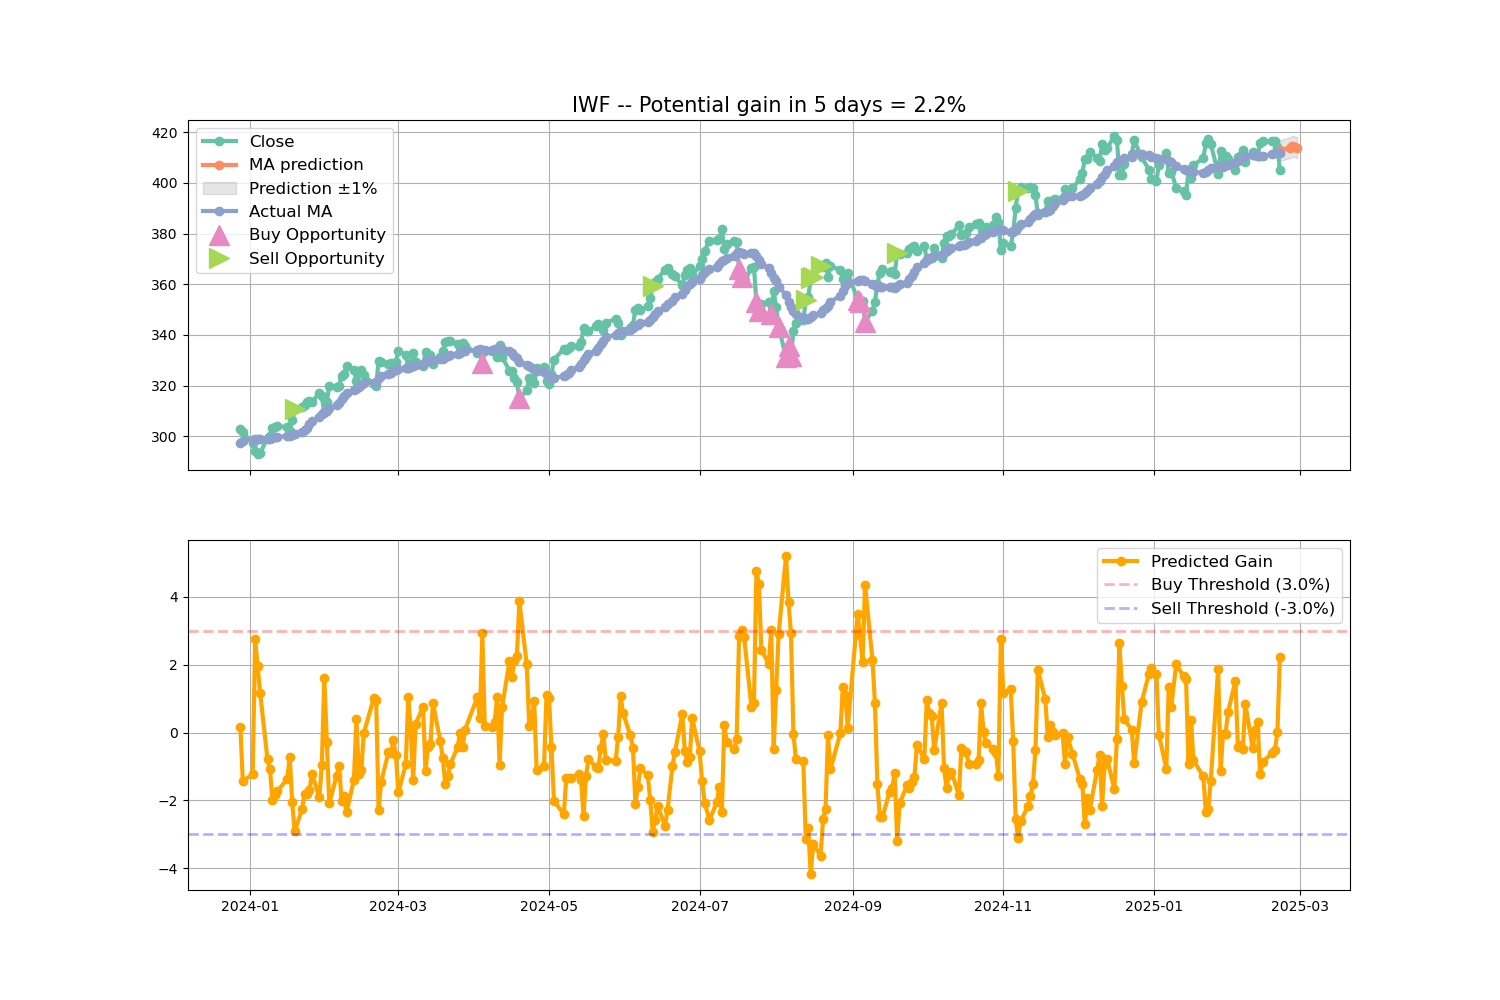 IWF -- Potential gain in 5 days = 2.2%
420
400
380
360
340
320
300
Close
MA prediction
Prediction ±1%
Actual MA
Buy Opportunity
Sell Opportunity
4
2
0
−2
−4
Predicted Gain
Buy Threshold (3.0%)
Sell Threshold (-3.0%)
2024-01
2024-03
2024-05
2024-07
2024-09
2024-11
2025-01
2025-03